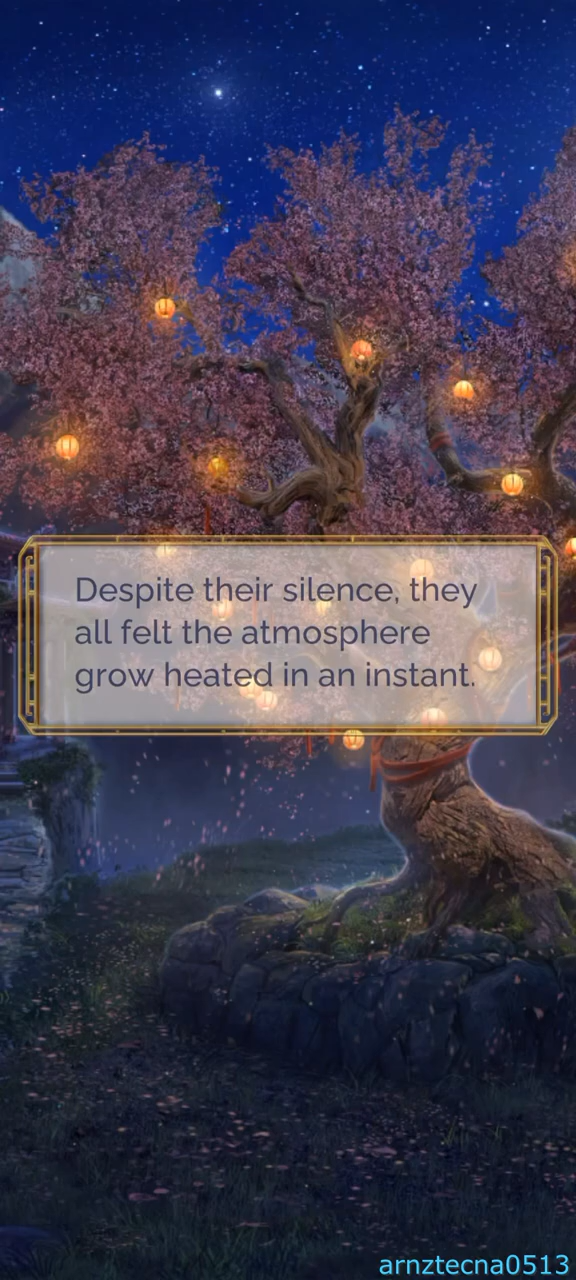 Despite their silence, they
all felt the atmosphere
grow heated in an instant.
arnztecna0513